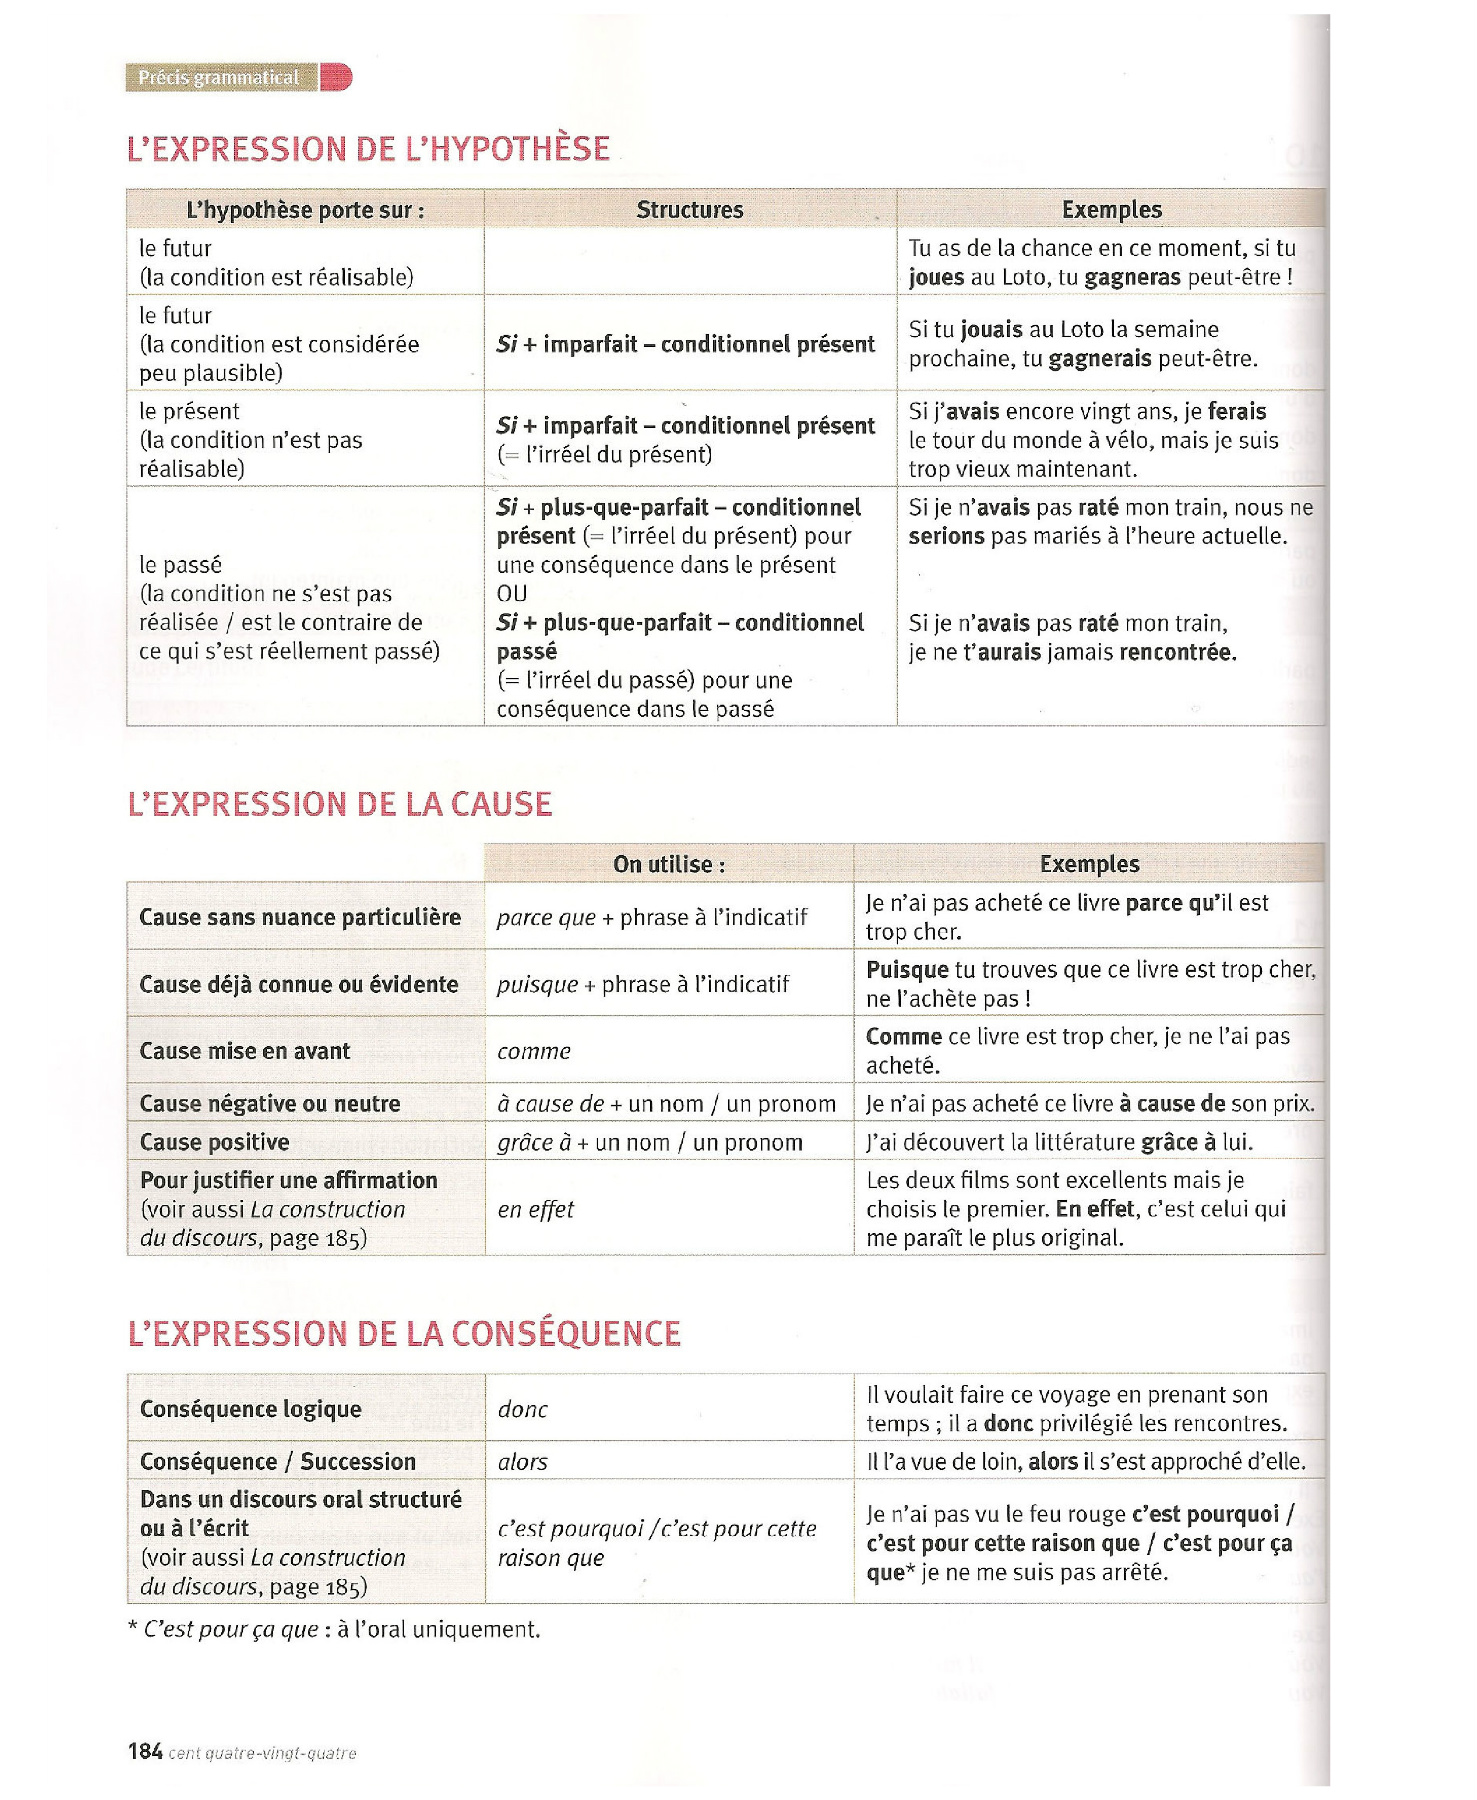 Précis grammatical
L'EXPRESSION DE L'HYPOTHÈSE
L'hypothèse porte sur :
Structures
Exemples
le futur
(la condition est réalisable)
Tu as de la chance en ce moment, si tu
joues au Loto, tu gagneras peut-être !
le futur
(la condition est considérée
peu plausible)
Si + imparfait – conditionnel présent
Si tu jouais au Loto la semaine
prochaine, tu gagnerais peut-être.
le présent
(la condition n'est pas
réalisable)
Si + imparfait – conditionnel présent
(= l'irréel du présent)
Si j'avais encore vingt ans, je ferais
le tour du monde à vélo, mais je suis
trop vieux maintenant.
le passé
(la condition ne s'est pas
réalisée / est le contraire de
ce qui s'est réellement passé)
Si + plus-que-parfait – conditionnel
présent (= l'irréel du présent) pour
une conséquence dans le présent
OU
Si + plus-que-parfait – conditionnel
passé
(= l'irréel du passé) pour une
conséquence dans le passé
Si je n'avais pas raté mon train, nous ne
serions pas mariés à l'heure actuelle.
Si je n'avais pas raté mon train,
je ne t'aurais jamais rencontrée.
L'EXPRESSION DE LA CAUSE
On utilise :
Exemples
Cause sans nuance particulière
parce que + phrase à l'indicatif
Je n'ai pas acheté ce livre parce qu'il est
trop cher.
Cause déjà connue ou évidente
puisque + phrase à l'indicatif
Puisque tu trouves que ce livre est trop cher,
ne l'achète pas !
Cause mise en avant
comme
Comme ce livre est trop cher, je ne l'ai pas
acheté.
Cause négative ou neutre
à cause de + un nom / un pronom
Je n'ai pas acheté ce livre à cause de son prix.
Cause positive
grâce à + un nom / un pronom
J'ai découvert la littérature grâce à lui.
Pour justifier une affirmation
(voir aussi La construction
du discours, page 185)
en effet
Les deux films sont excellents mais je
choisis le premier. En effet, c'est celui qui
me paraît le plus original.
L'EXPRESSION DE LA CONSÉQUENCE
Conséquence logique
donc
Il voulait faire ce voyage en prenant son
temps ; il a donc privilégié les rencontres.
Conséquence / Succession
alors
Il l'a vue de loin, alors il s'est approché d'elle.
Dans un discours oral structuré
ou à l'écrit
(voir aussi La construction
du discours, page 185)
c'est pourquoi /c'est pour cette
raison que
Je n'ai pas vu le feu rouge c'est pourquoi /
c'est pour cette raison que / c'est pour ça
que* je ne me suis pas arrêté.
* C'est pour ça que : à l'oral uniquement.
184 cent quatre-vingt-quatre